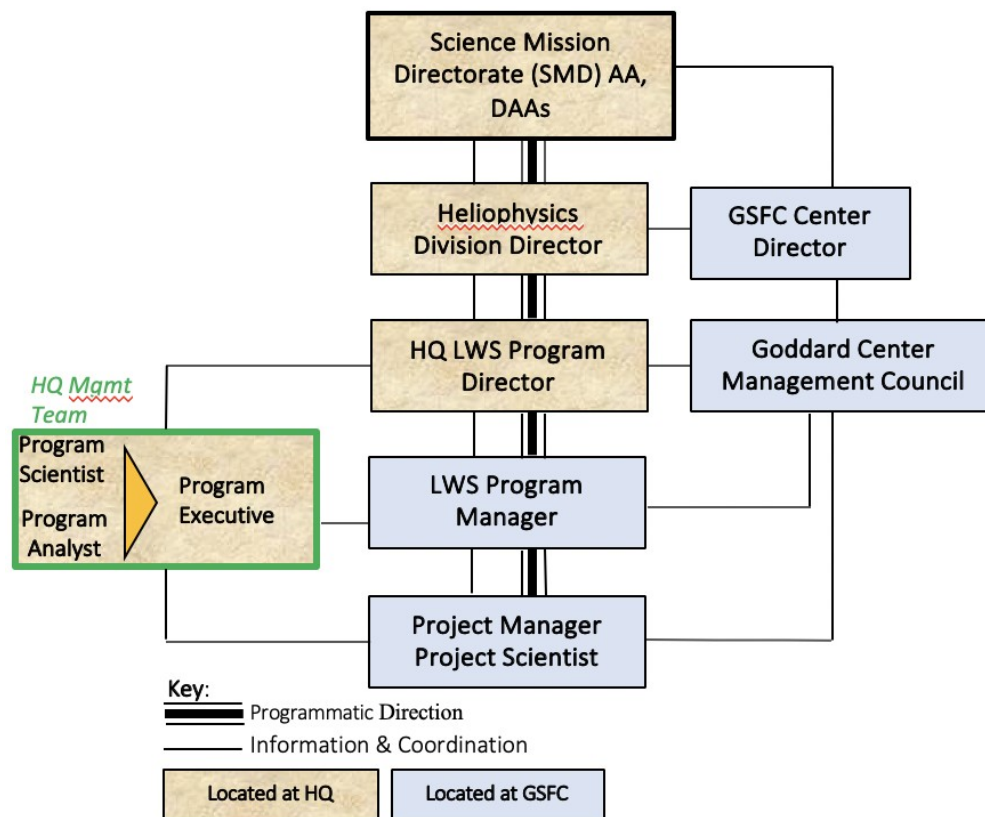 Science Mission
Directorate (SMD) AA,
DAAs
Heliophysics
Division Director
GSFC Center
Director
HQ LWS Program
Director
Goddard Center
Management Council
HQ Mgmt
Team
Program
Scientist
Program
Analyst
Program
Executive
LWS Program
Manager
Project Manager
Project Scientist
Key:
Programmatic Direction
Information & Coordination
Located at HQ
Located at GSFC